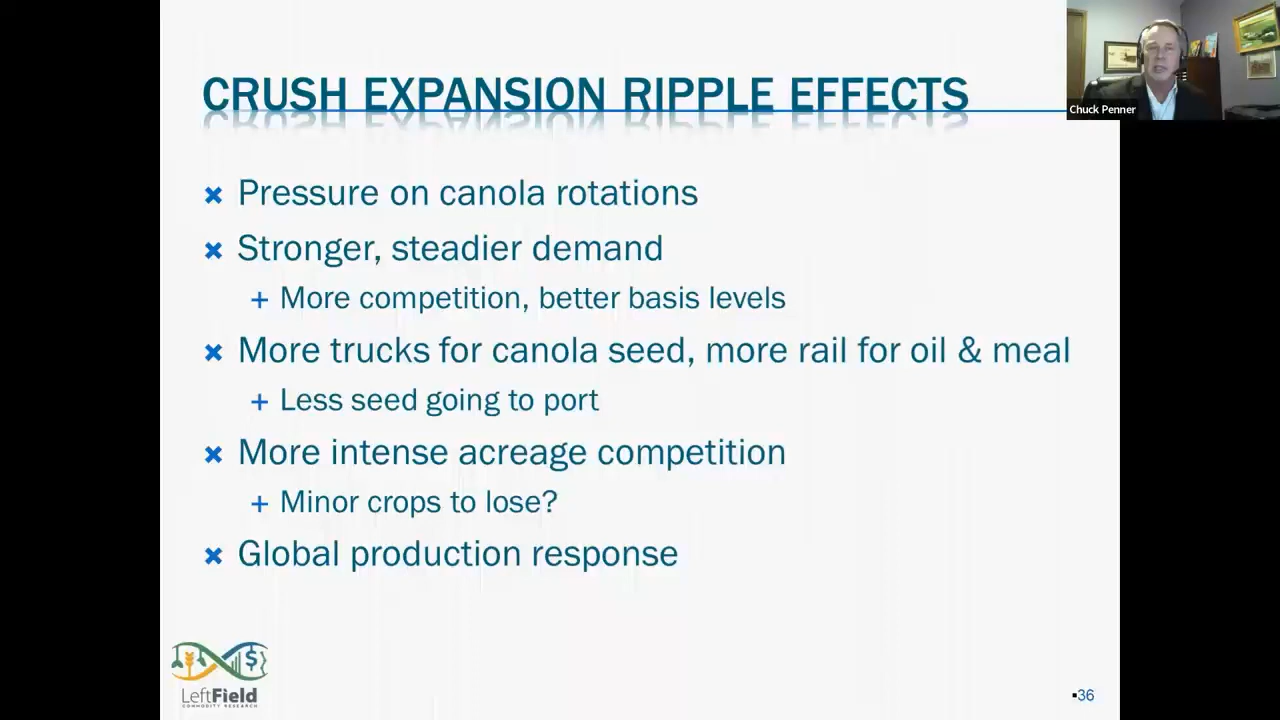 CRUSH EXPANSION RIPPLE EFFECTS
Chuck Penner
Pressure on canola rotations
Stronger, steadier demand
+ More competition, better basis levels
More trucks for canola seed, more rail for oil & meal
+ Less seed going to port
More intense acreage competition
+ Minor crops to lose?
Global production response
LeftField
COMMODITY RESEARCH
36